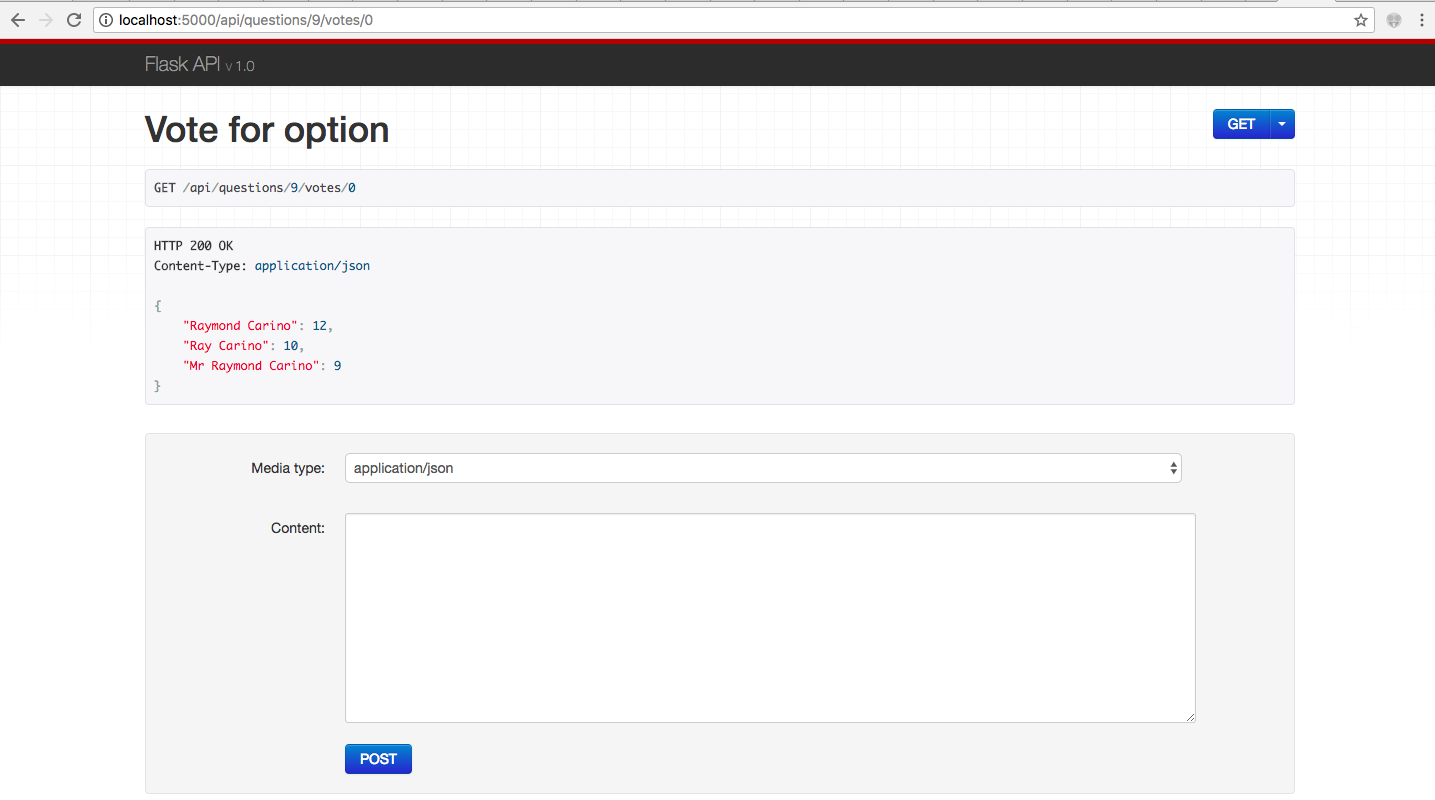 localhost:5000/api/questions/9/votes/0
Flask API v 1.0
Vote for option
GET
GET /api/questions/9/votes/0
HTTP 200 OK
Content-Type: application/json
{
"Raymond Carino": 12,
"Ray Carino": 10,
"Mr Raymond Carino": 9
}
Media type: application/json
Content:
POST